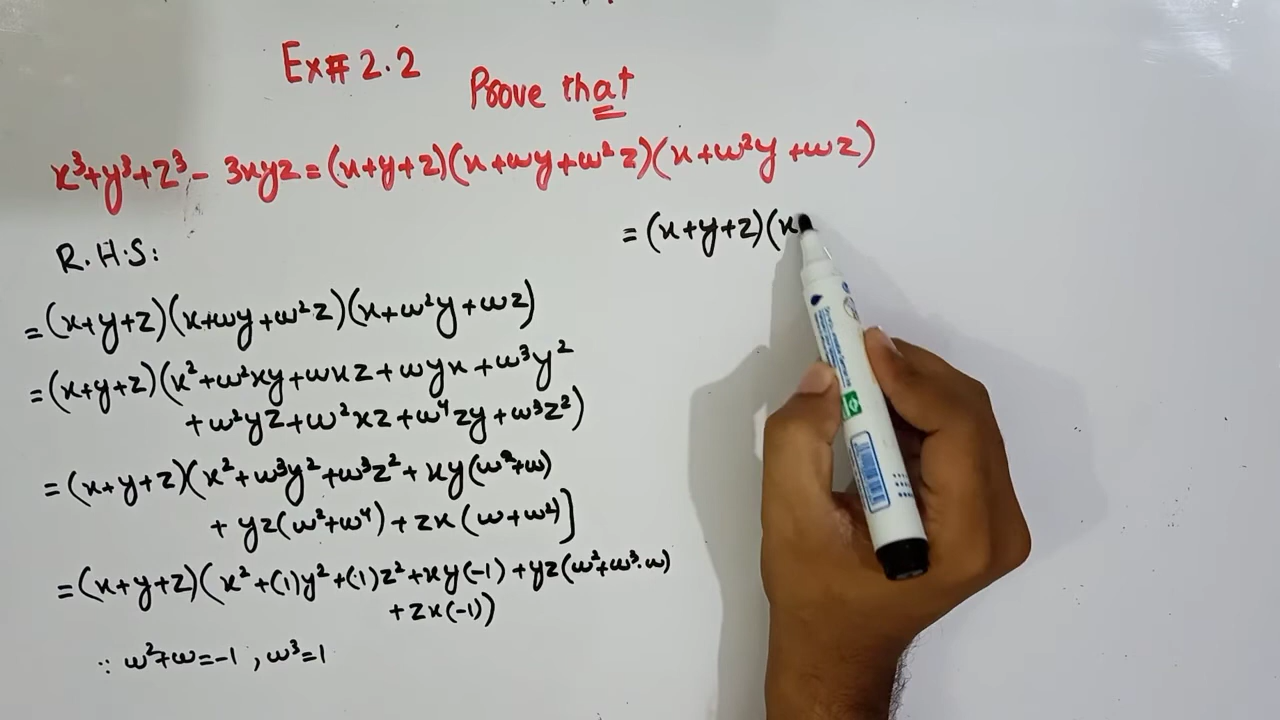 Ex# 2.2
Prove that
x³+y³+z³ - 3xyz = (x+y+z)(x+ωy+ω²z)(x+ω²y+ωz)
R.H.S:
= (x+y+z)(x+ωy+ω²z)(x+ω²y+ωz)
= (x+y+z)(x²+ω²xy+ωxz+ωyx+ω³y²
+ω²yz+ω²xz+ω⁴zy+ω³z²)
= (x+y+z)(x²+ω³y²+ω³z²+xy(ω²+ω)
+ yz(ω²+ω⁴)+zx(ω+ω²)]
= (x+y+z)(x²+(1)y²+(1)z²+xy(-1)+yz(ω²+ω³·ω)
+zx(-1))
∵ ω²+ω=-1, ω³=1
= (x+y+z)(x